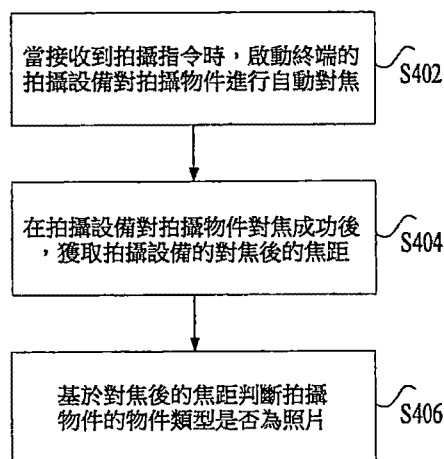 當接收到拍攝指令時，啟動終端的
拍攝設備對拍攝物件進行自動對焦
S402
在拍攝設備對拍攝物件對焦成功後
，獲取拍攝設備的對焦後的焦距
S404
基於對焦後的焦距判斷拍攝
物件的物件類型是否為照片
S406